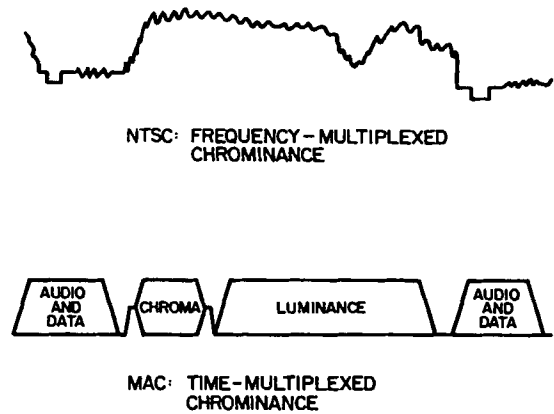 NTSC: FREQUENCY-MULTIPLEXED
CHROMINANCE
AUDIO
AND
DATA
CHROMA
LUMINANCE
AUDIO
AND
DATA
MAC: TIME-MULTIPLEXED
CHROMINANCE